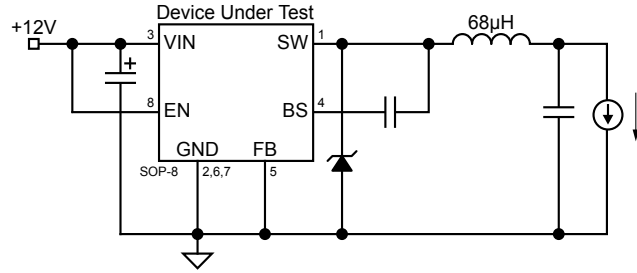 Device Under Test
+12V
3
VIN
SW
1
68µH
+
8
EN
BS
4
GND
FB
SOP-8
2,6,7
5